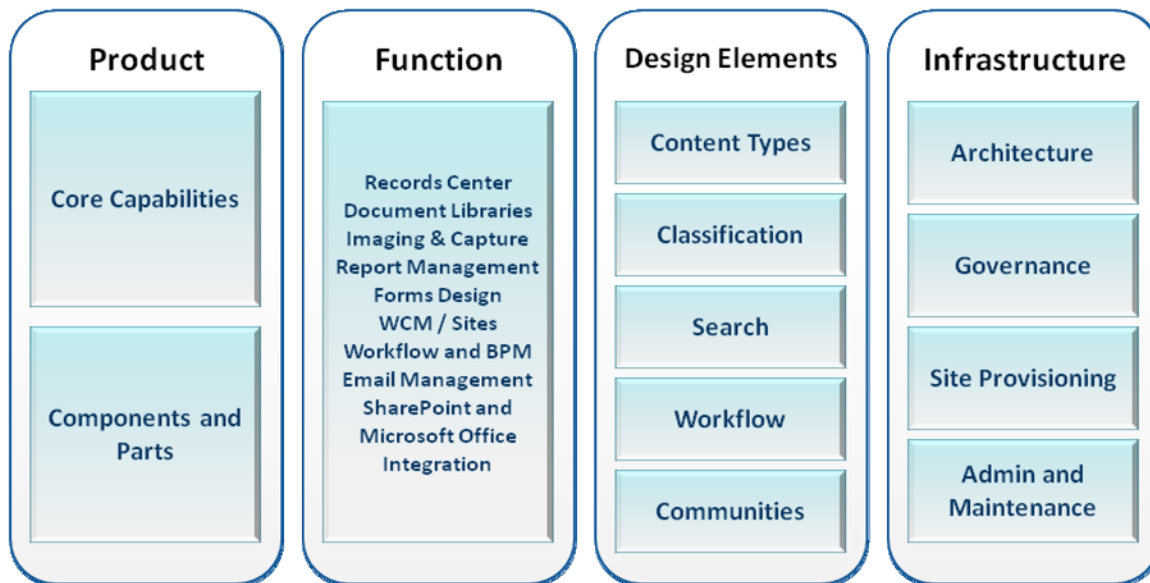 Product
Core Capabilities
Components and
Parts
Function
Records Center
Document Libraries
Imaging & Capture
Report Management
Forms Design
WCM / Sites
Workflow and BPM
Email Management
SharePoint and
Microsoft Office
Integration
Design Elements
Content Types
Classification
Search
Workflow
Communities
Infrastructure
Architecture
Governance
Site Provisioning
Admin and
Maintenance